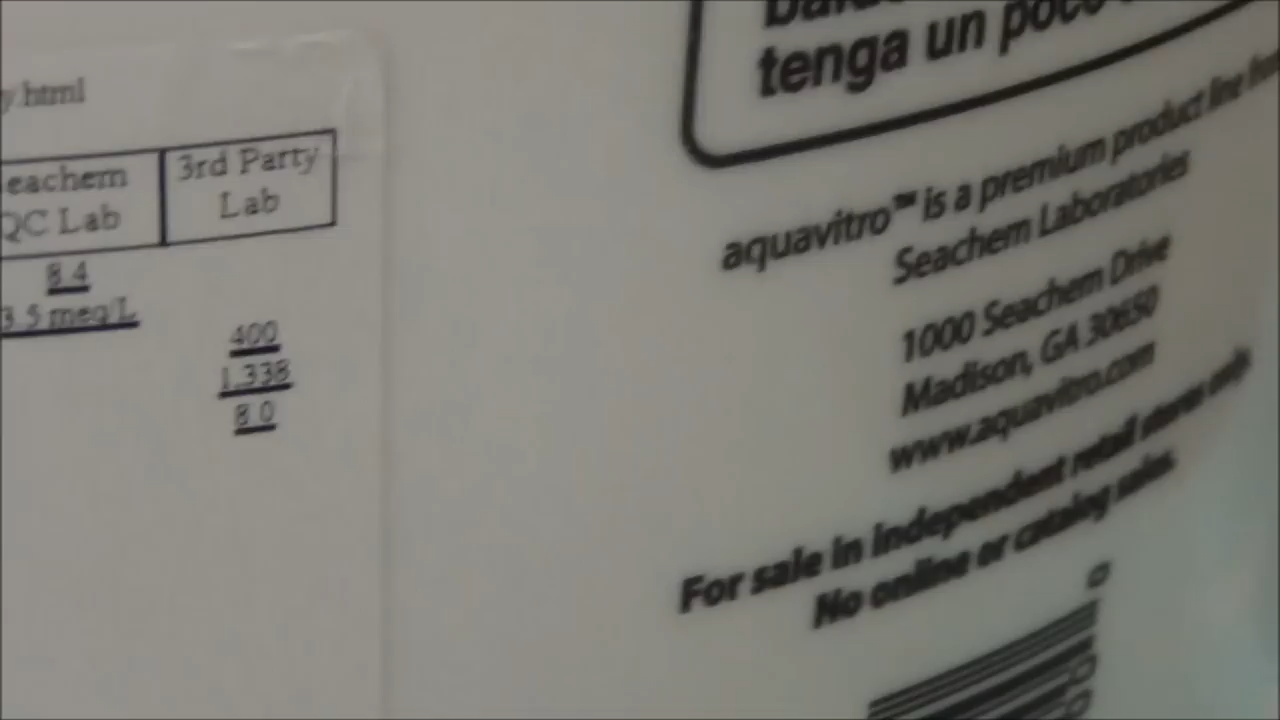 y.html
eachem
QC Lab
3rd Party
Lab
8.4
3.5 meq/L
400
1,338
8.0
tenga un poco
aquavitro™ is a premium product line from
Seachem Laboratories
1000 Seachem Drive
Madison, GA 30650
www.aquavitro.com
For sale in independent retail stores only.
No online or catalog sales.
0